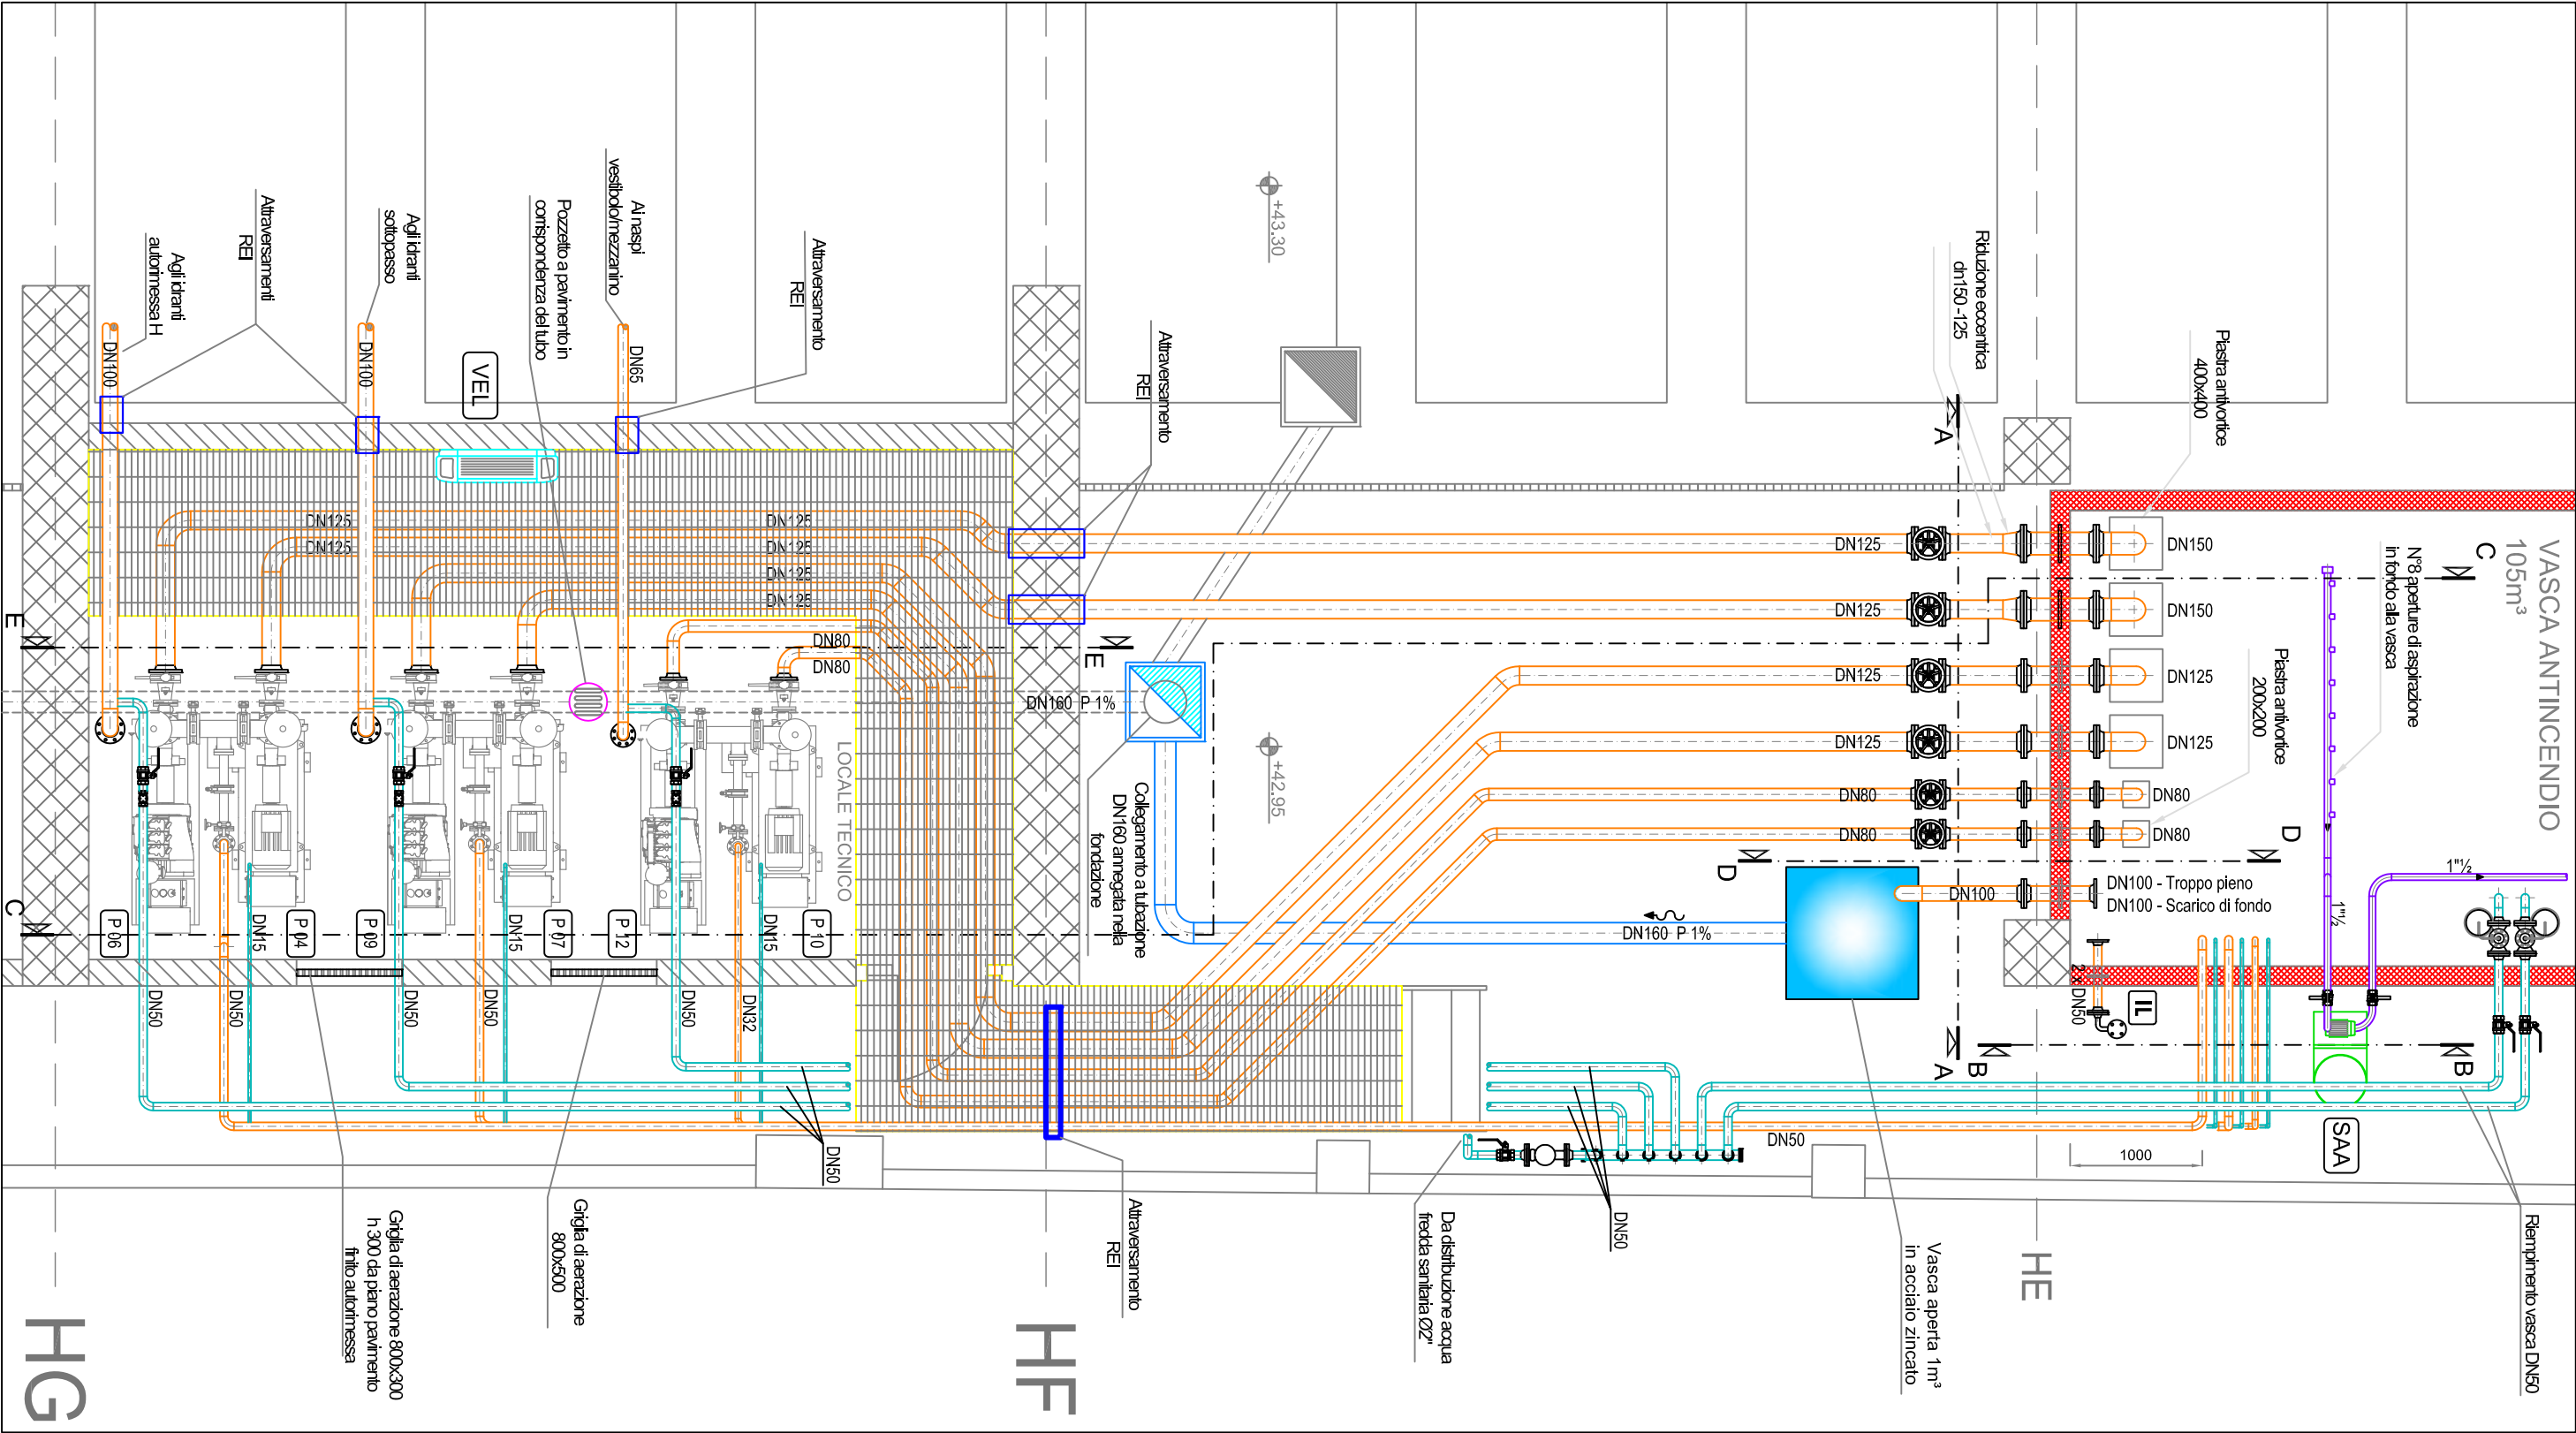 VASCA ANTINCENDIO
105m³
C
N°8 aperture di aspirazione
in fondo alla vasca
Piastra antivortice
400x400
Riduzione eccentrica
dn150 -125
+43.30
Attraversamento
REI
Attraversamento
REI
Ai naspi
vestibolo/mezzanino
Pozzetto a pavimento in
corrispondenza del tubo
Agli idranti
sottopasso
Attraversamenti
REI
Agli idranti
autorimessa H
DN100
DN100
VEL
DN65
A
DN125
DN125
DN125
DN125
DN125
DN125
DN125
DN150
DN125
DN150
DN125
DN125
DN125
DN125
DN80
DN80
DN80
DN80
DN80
DN80
Piastra antivortice
200x200
E
E
DN160 P 1%
+42.95
LOCALE TECNICO
Collegamento a tubazione
DN160 annegata nella
fondazione
D
D
DN100
DN100 - Troppo pieno
DN100 - Scarico di fondo
1"½
1"½
DN160 P 1%
C
P 06
P 04
P 09
P 07
P 12
P 10
DN15
DN15
DN15
DN50
DN50
DN50
DN50
DN50
DN32
2 x DN50
IL
A
B
B
SAA
1000
DN50
DN50
DN50
Riempimento vasca DN50
HE
Vasca aperta 1m³
in acciaio zincato
Da distribuzione acqua
fredda sanitaria Ø2"
Attraversamento
REI
Griglia di aerazione
800x500
Griglia di aerazione 800x300
h 300 da piano pavimento
finito autorimessa
HF
HG